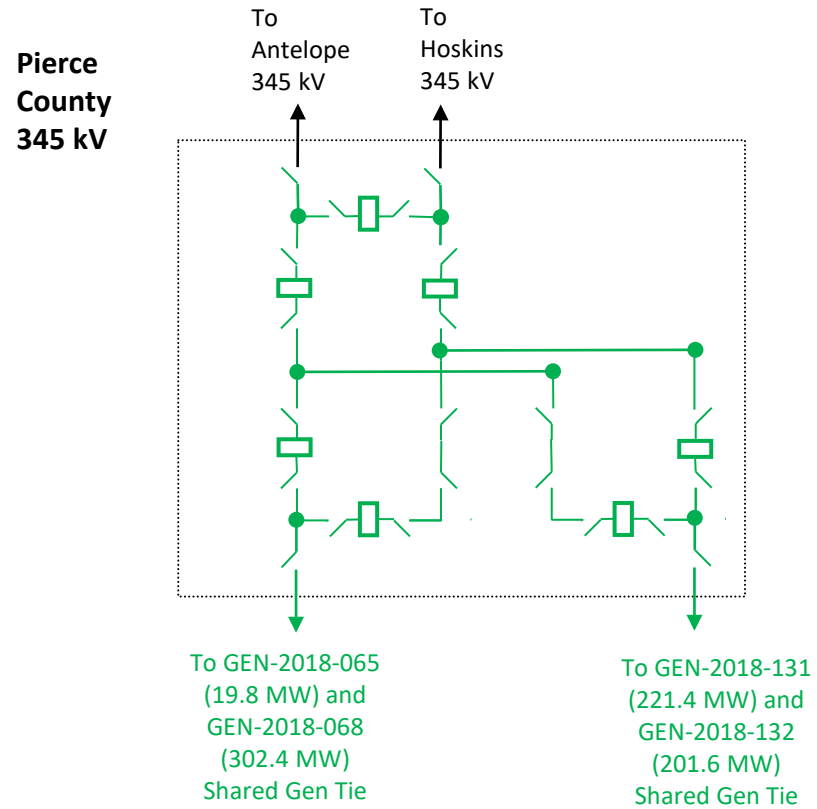 Pierce
County
345 kV
To
Antelope
345 kV
To
Hoskins
345 kV
To GEN-2018-065
(19.8 MW) and
GEN-2018-068
(302.4 MW)
Shared Gen Tie
To GEN-2018-131
(221.4 MW) and
GEN-2018-132
(201.6 MW)
Shared Gen Tie